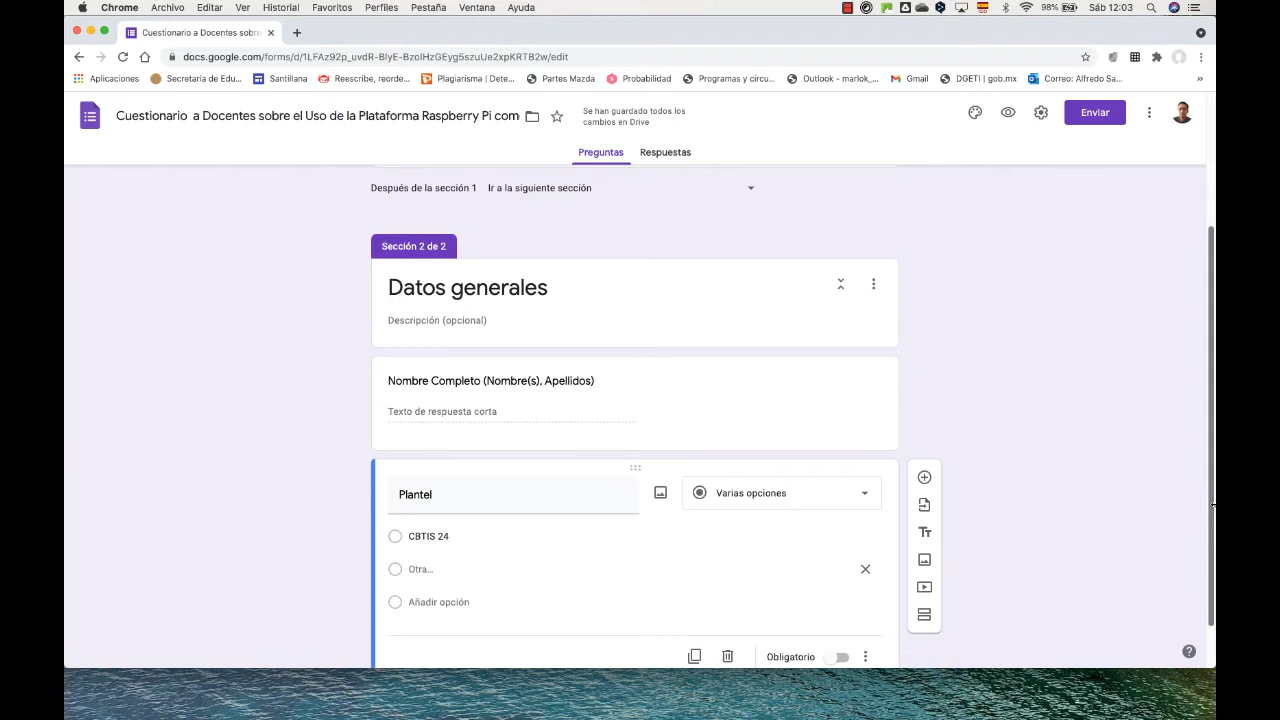 Chrome Archivo Editar Ver Historial Favoritos Perfiles Pestaña Ventana Ayuda 98% Sáb 12:03
Cuestionario a Docentes sobre
docs.google.com/forms/d/1LFAz92p_uvdR-BlyE-BzolHzGEyg5szuUe2xpKRTB2w/edit
Aplicaciones Secretaría de Edu... Santillana Reescribe, reorde... Plagiarisma | Dete... Partes Mazda Probabilidad Programas y circu... Outlook - marlok_... Gmail DGETI | gob.mx Correo: Alfredo Sa... »
Cuestionario a Docentes sobre el Uso de la Plataforma Raspberry Pi com
Se han guardado todos los
cambios en Drive
Enviar
Preguntas Respuestas
Después de la sección 1 Ir a la siguiente sección
Sección 2 de 2
Datos generales
Descripción (opcional)
Nombre Completo (Nombre(s), Apellidos)
Texto de respuesta corta
Plantel
Varias opciones
CBTIS 24
Otra...
Añadir opción
Obligatorio